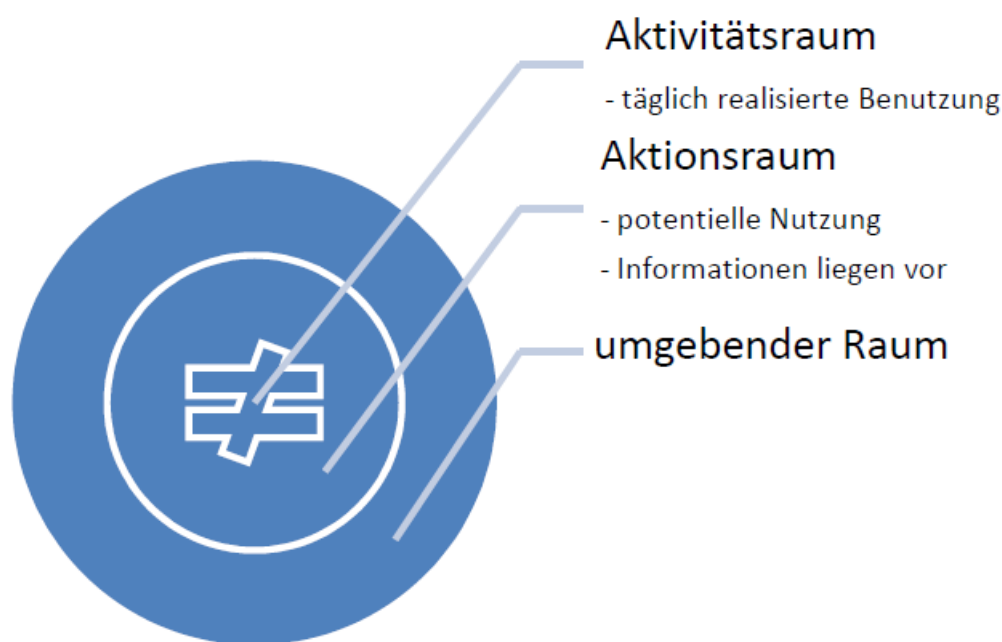 Aktivitätsraum
- täglich realisierte Benutzung
Aktionsraum
- potentielle Nutzung
- Informationen liegen vor
umgebender Raum